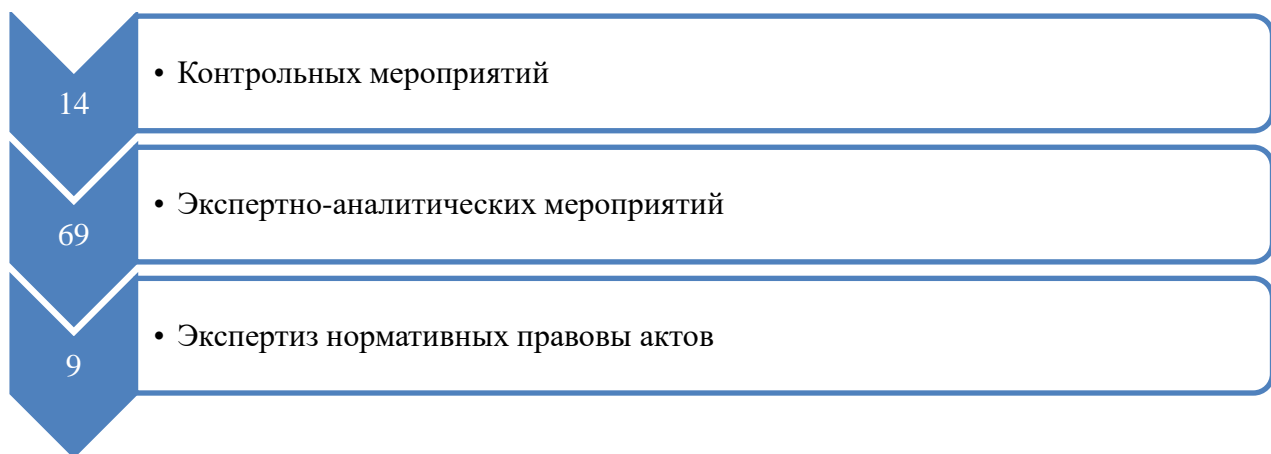 14
• Контрольных мероприятий
69
• Экспертно-аналитических мероприятий
9
• Экспертиз нормативных правовы актов